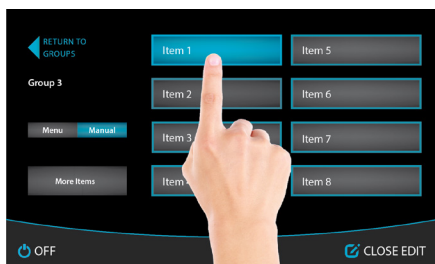 RETURN TO
GROUPS
Group 3
Menu Manual
More Items
Item 1
Item 2
Item 3
Item
Item 5
Item 6
Item 7
Item 8
OFF
CLOSE EDIT